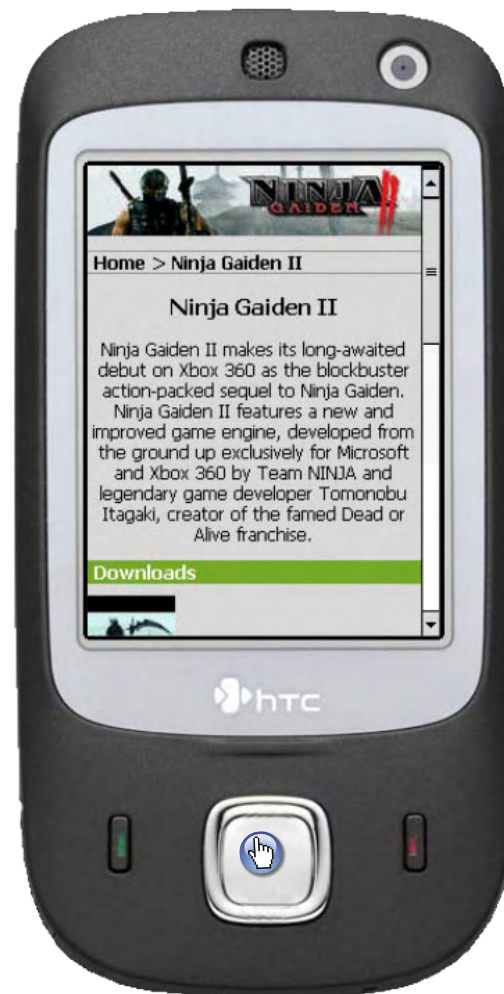 NINJA
GAIDEN II
Home > Ninja Gaiden II
Ninja Gaiden II
Ninja Gaiden II makes its long-awaited
debut on Xbox 360 as the blockbuster
action-packed sequel to Ninja Gaiden.
Ninja Gaiden II features a new and
improved game engine, developed from
the ground up exclusively for Microsoft
and Xbox 360 by Team NINJA and
legendary game developer Tomonobu
Itagaki, creator of the famed Dead or
Alive franchise.
Downloads
hTC